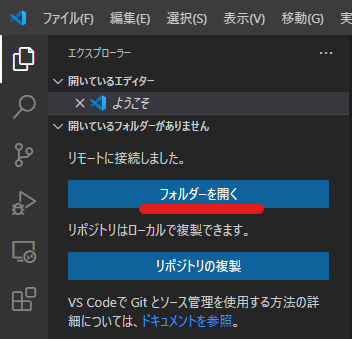 ファイル(F) 編集(E) 選択(S) 表示(V) 移動(G) 実
エクスプローラー ···
開いているエディター
× ようこそ
開いているフォルダーがありません
リモートに接続しました。
フォルダーを開く
リポジトリはローカルで複製できます。
リポジトリの複製
VS Codeで Git とソース管理を使用する方法の詳
細については、ドキュメントを参照。